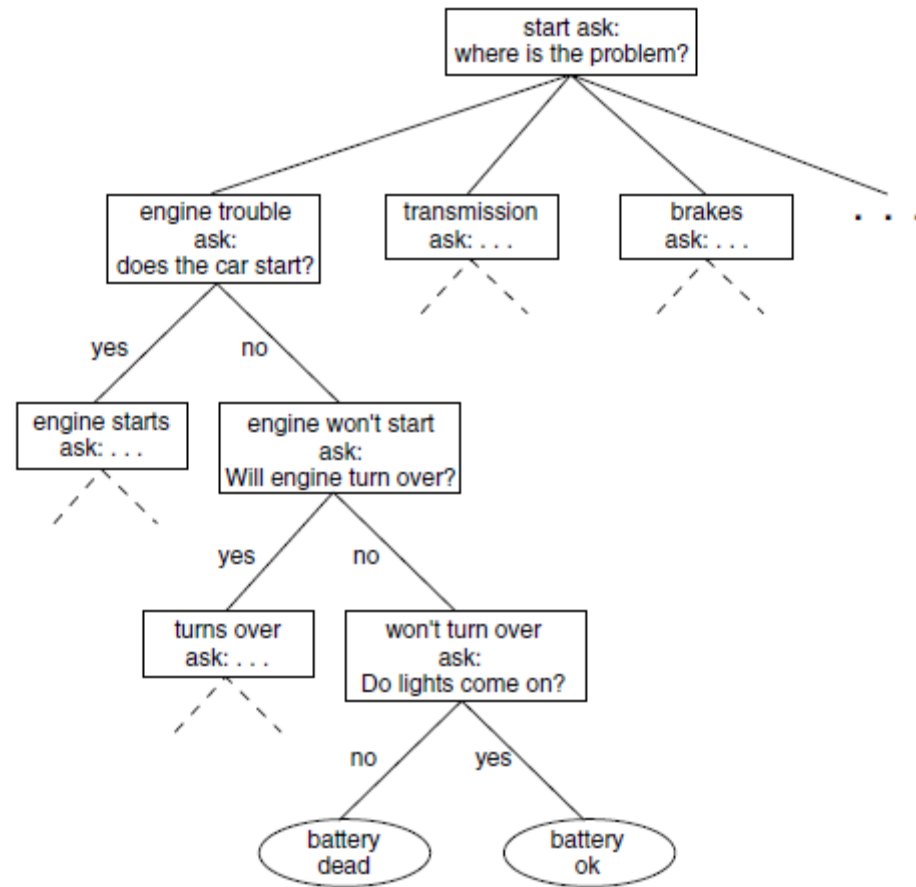 start ask:
where is the problem?
engine trouble
ask:
does the car start?
transmission
ask: . . .
brakes
ask: . . .
. . .
yes
no
engine starts
ask: . . .
engine won't start
ask:
Will engine turn over?
yes
no
turns over
ask: . . .
won't turn over
ask:
Do lights come on?
no
yes
battery
dead
battery
ok